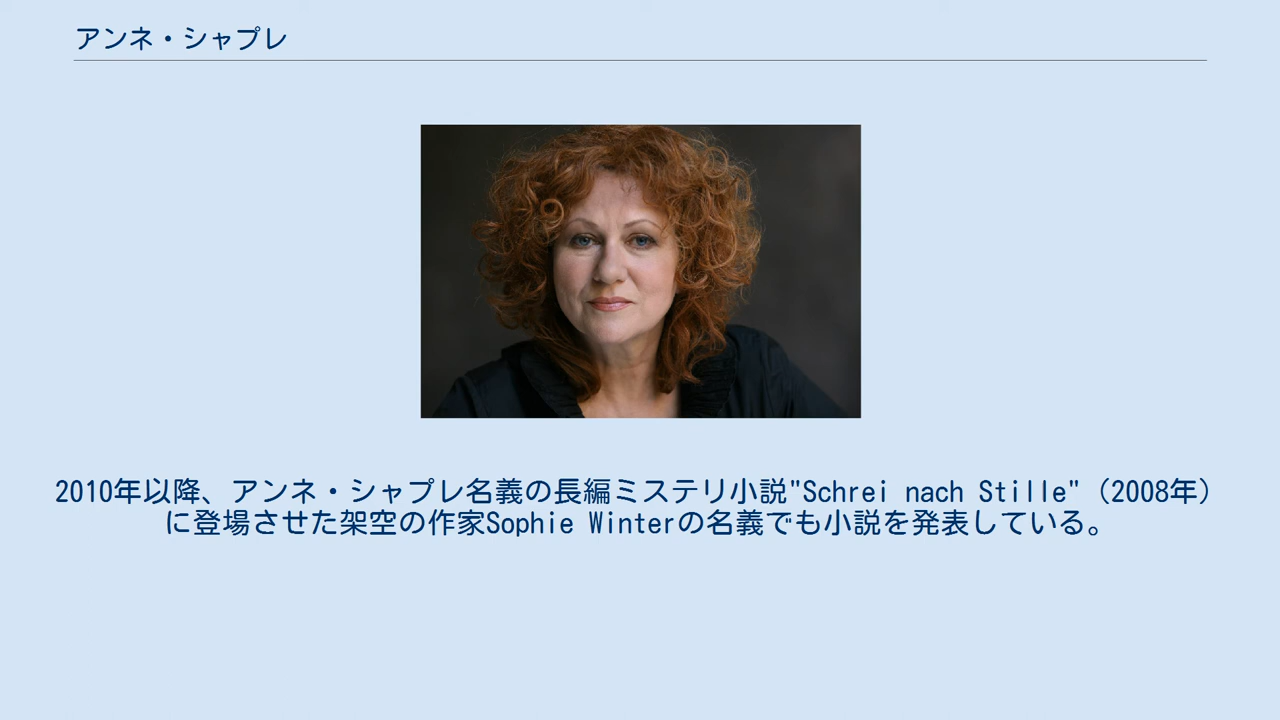 アンネ・シャプレ
2010年以降、アンネ・シャプレ名義の長編ミステリ小説"Schrei nach Stille"（2008年）
に登場させた架空の作家Sophie Winterの名義でも小説を発表している。